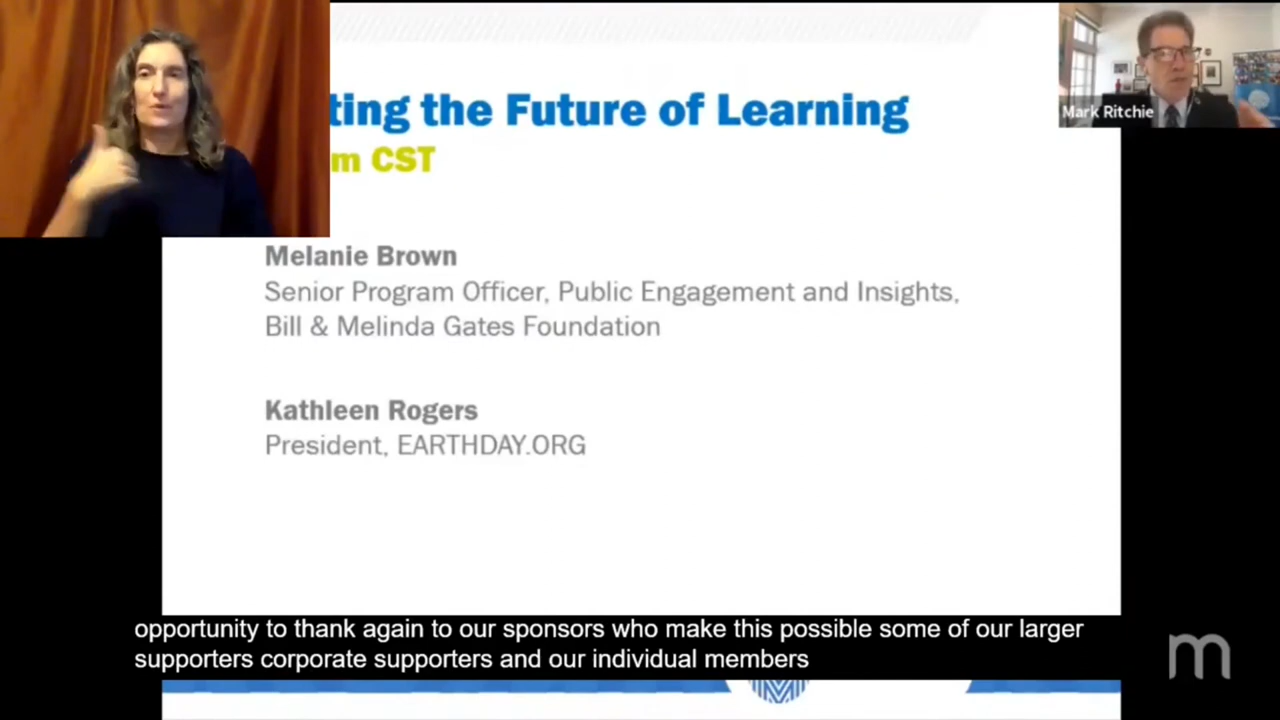 ting the Future of Learning
m CST
Mark Ritchie
Melanie Brown
Senior Program Officer, Public Engagement and Insights,
Bill & Melinda Gates Foundation
Kathleen Rogers
President, EARTHDAY.ORG
opportunity to thank again to our sponsors who make this possible some of our larger
supporters corporate supporters and our individual members
m